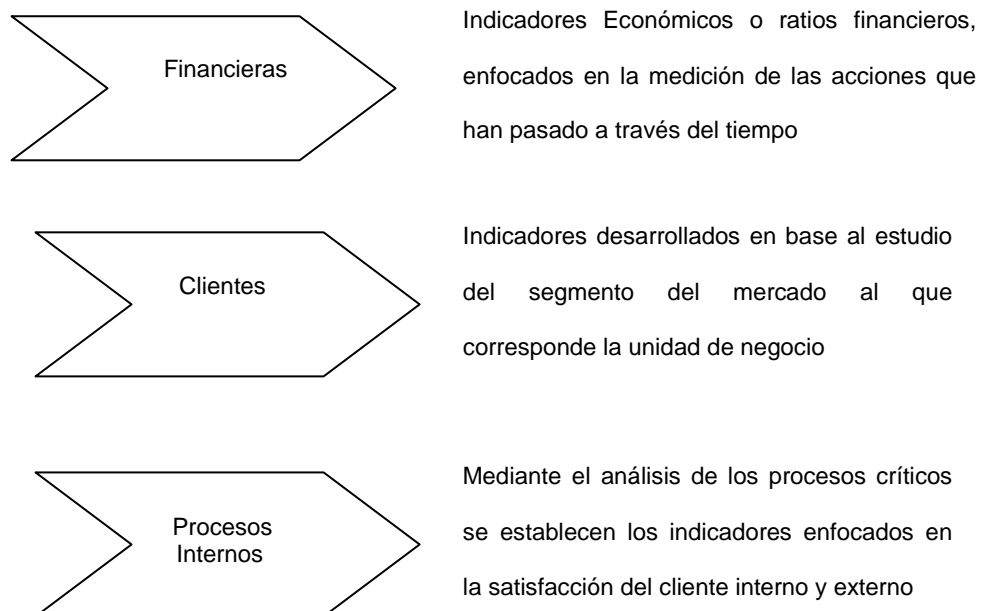 Financieras
Indicadores Económicos o ratios financieros,
enfocados en la medición de las acciones que
han pasado a través del tiempo
Clientes
Indicadores desarrollados en base al estudio
del segmento del mercado al que
corresponde la unidad de negocio
Procesos
Internos
Mediante el análisis de los procesos críticos
se establecen los indicadores enfocados en
la satisfacción del cliente interno y externo